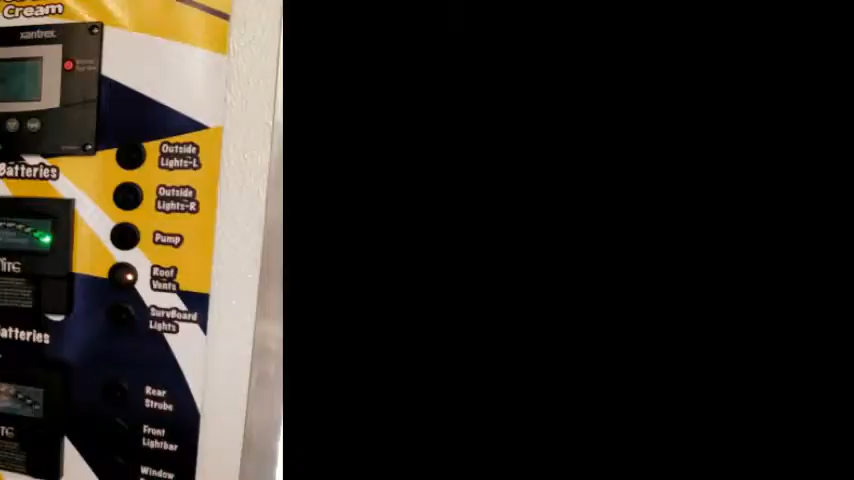 Cream
xantrex
Batteries
Outside
Lights-L
Outside
Lights-R
Pump
Roof
Vents
SurvBoard
Lights
Batteries
Rear
Strobe
Front
Lightbar
Window